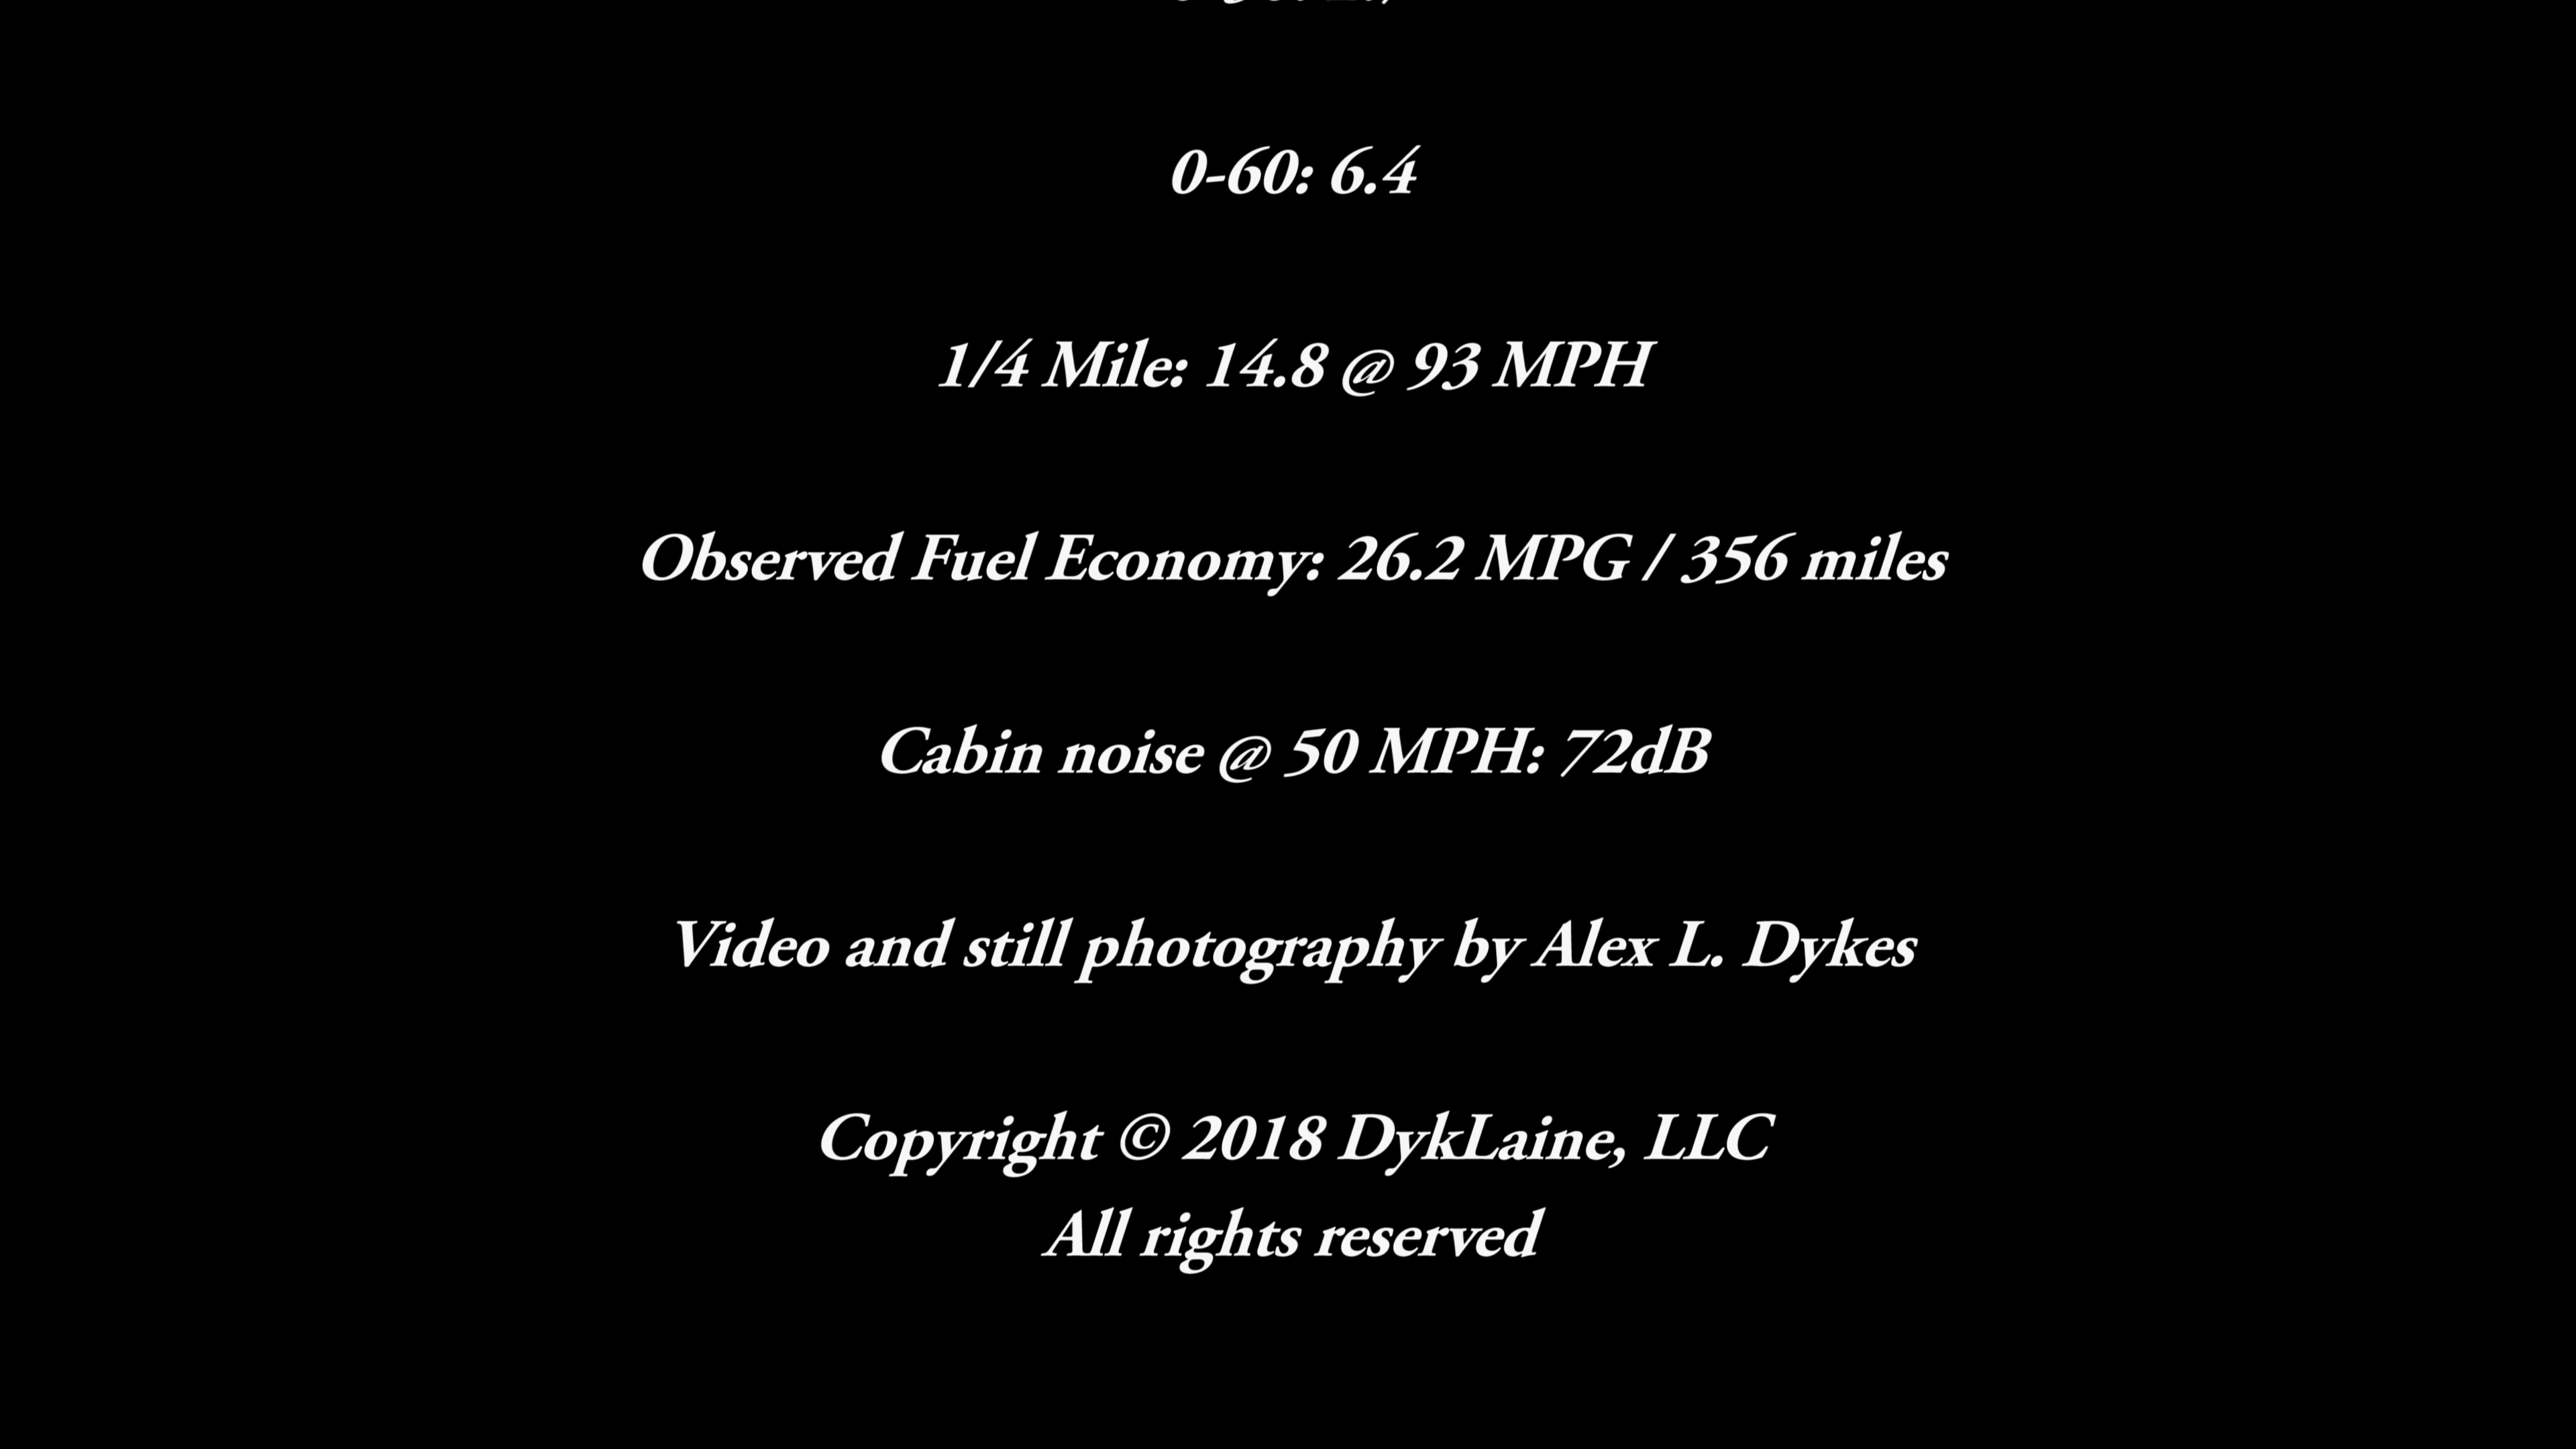 0-60: 6.4
1/4 Mile: 14.8 @ 93 MPH
Observed Fuel Economy: 26.2 MPG / 356 miles
Cabin noise @ 50 MPH: 72dB
Video and still photography by Alex L. Dykes
Copyright © 2018 DykLaine, LLC
All rights reserved